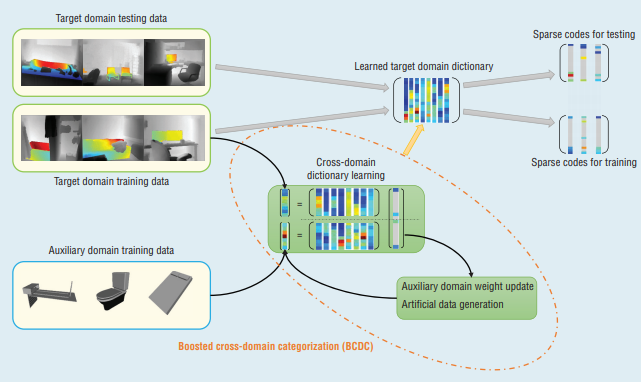 Target domain testing data
Sparse codes for testing
Learned target domain dictionary
Cross-domain
dictionary learning
Target domain training data
Sparse codes for training
=
=
Auxiliary domain training data
Auxiliary domain weight update
Artificial data generation
Boosted cross-domain categorization (BCDC)